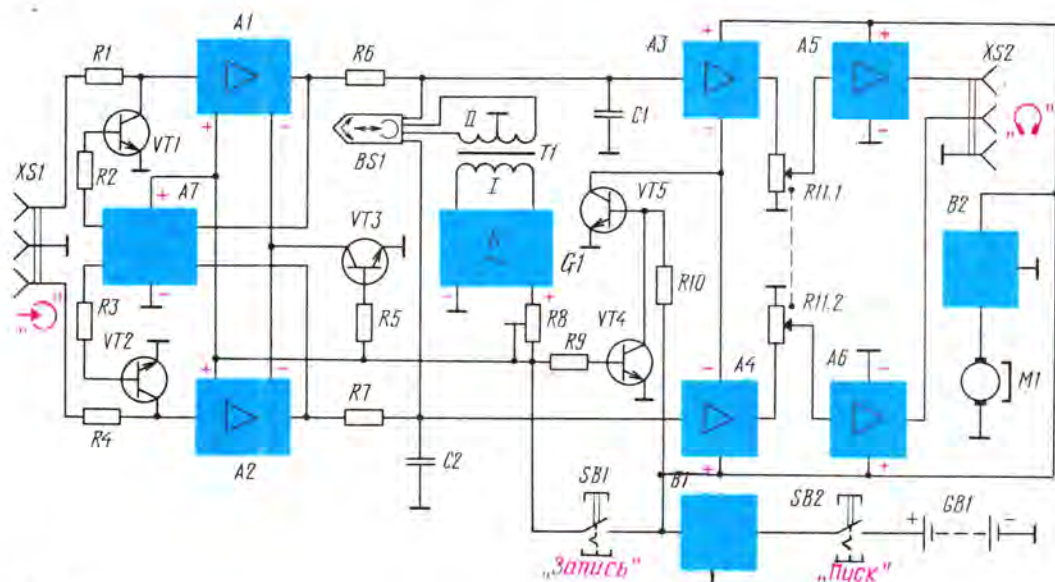 A1
R1
R6
A3
A5
XS2
VT1
II
C1
BS1
T1
R2
XS1
A7
VT3
I
VT5
R11.1
B2
G1
R10
R3
R5
R8
R11.2
VT2
R9
VT4
A4
A6
M1
R4
R7
A2
C2
SB1
B1
SB2
GB1
„Запись"
„Пуск"